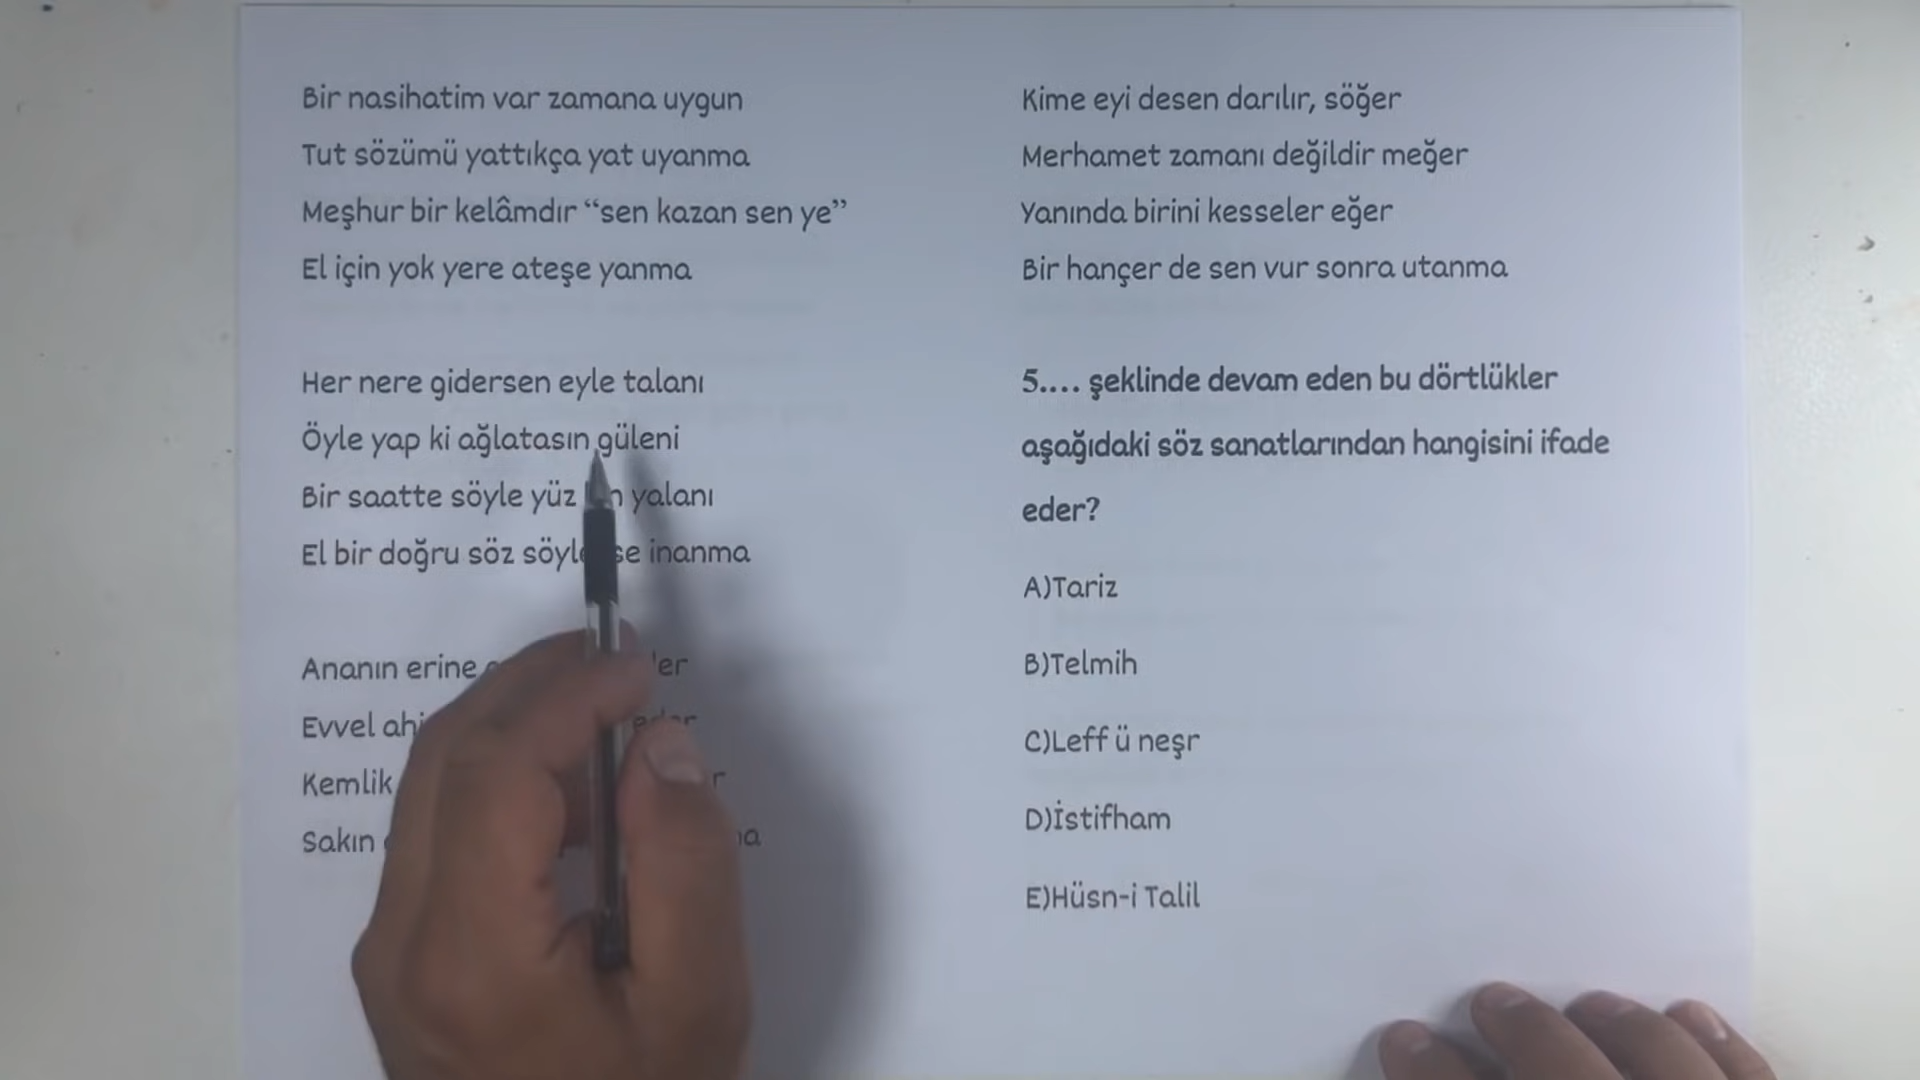 Bir nasihatim var zamana uygun
Tut sözümü yattıkça yat uyanma
Meşhur bir kelâmdır “sen kazan sen ye”
El için yok yere ateşe yanma
Her nere gidersen eyle talanı
Öyle yap ki ağlatasın güleni
Bir saatte söyle yüz yalanı
El bir doğru söz inanma
Ananın erine
Evvel
Kemlik
Sakın
Kime eyi desen darılır, söğer
Merhamet zamanı değildir meğer
Yanında birini kesseler eğer
Bir hançer de sen vur sonra utanma
5.... şeklinde devam eden bu dörtlükler
aşağıdaki söz sanatlarından hangisini ifade
eder?
A)Tariz
B)Telmih
C)Leff ü neşr
D)İstifham
E)Hüsn-i Talil